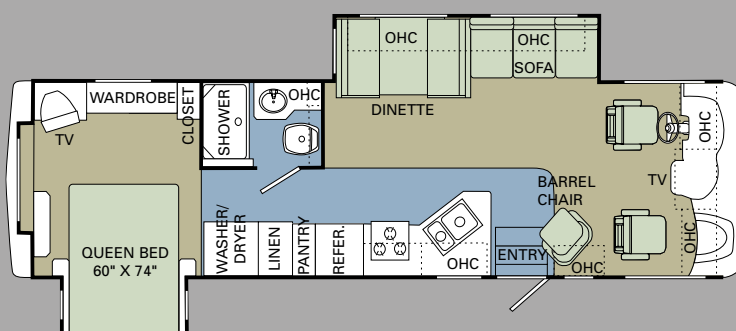 OHC
OHC
SOFA
DINETTE
WARDROBE
CLOSET
TV
SHOWER
OHC
OHC
TV
BARREL
CHAIR
WASHER/
DRYER
LINEN
PANTRY
REFER.
OHC
ENTRY
OHC
OHC
QUEEN BED
60" X 74"